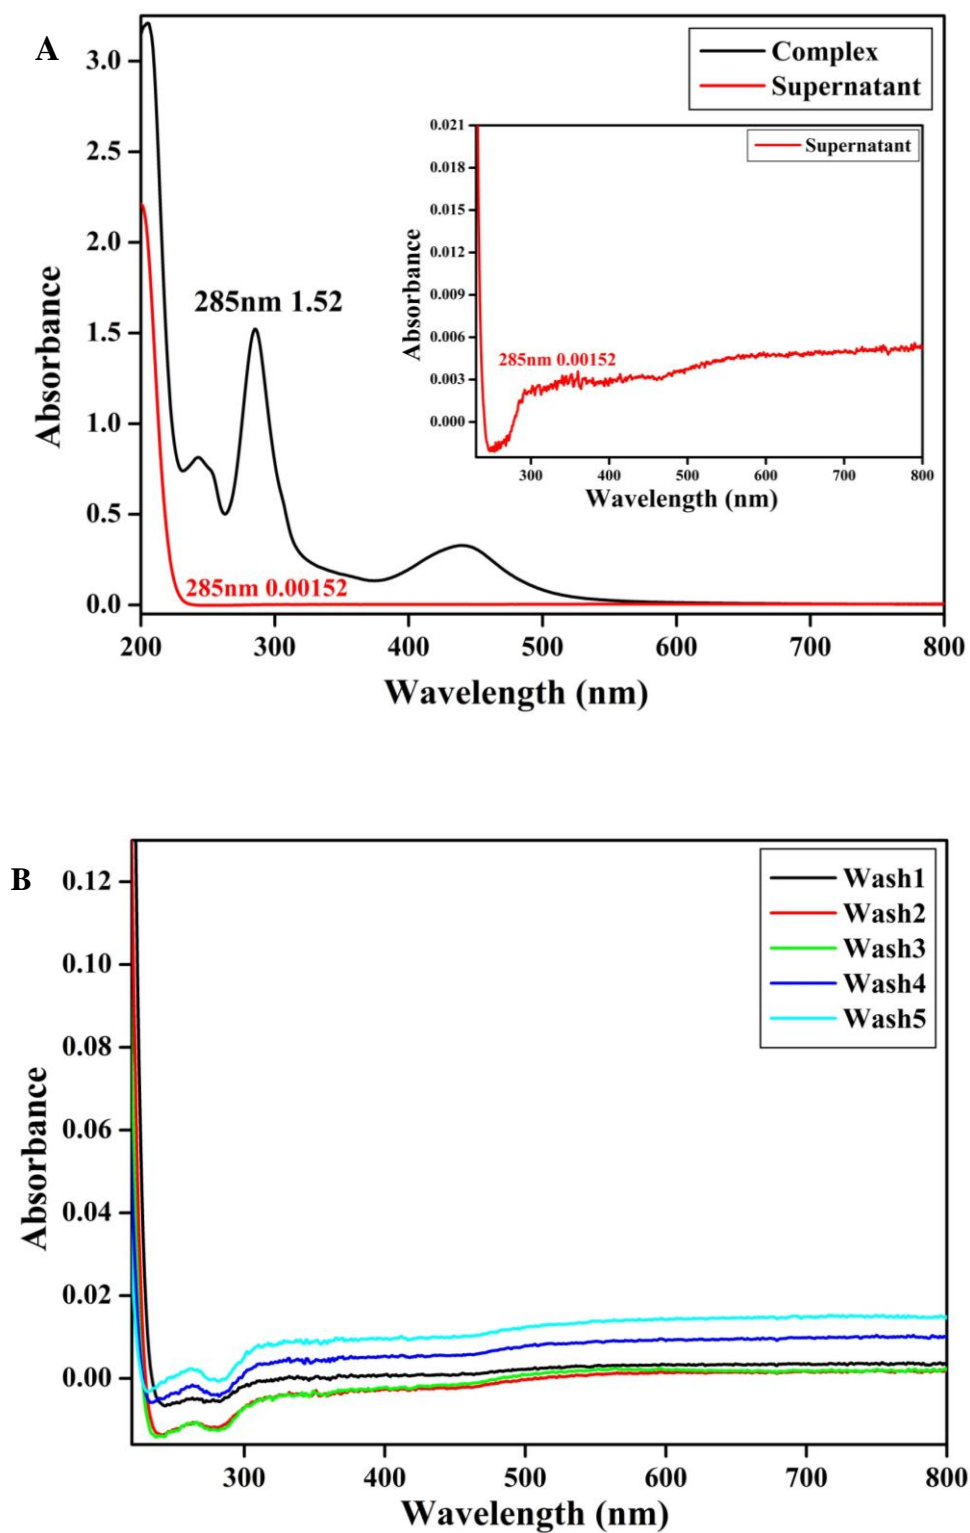 A
Complex
Supernatant
3.0
2.5
2.0
1.5
1.0
0.5
0.0
Absorbance
285nm 1.52
285nm 0.00152
200 300 400 500 600 700 800
Wavelength (nm)
Supernatant
0.021
0.018
0.015
0.012
0.009
0.006
0.003
0.000
Absorbance
285nm 0.00152
300 400 500 600 700 800
Wavelength (nm)
B
Wash1
Wash2
Wash3
Wash4
Wash5
0.12
0.10
0.08
0.06
0.04
0.02
0.00
Absorbance
300 400 500 600 700 800
Wavelength (nm)